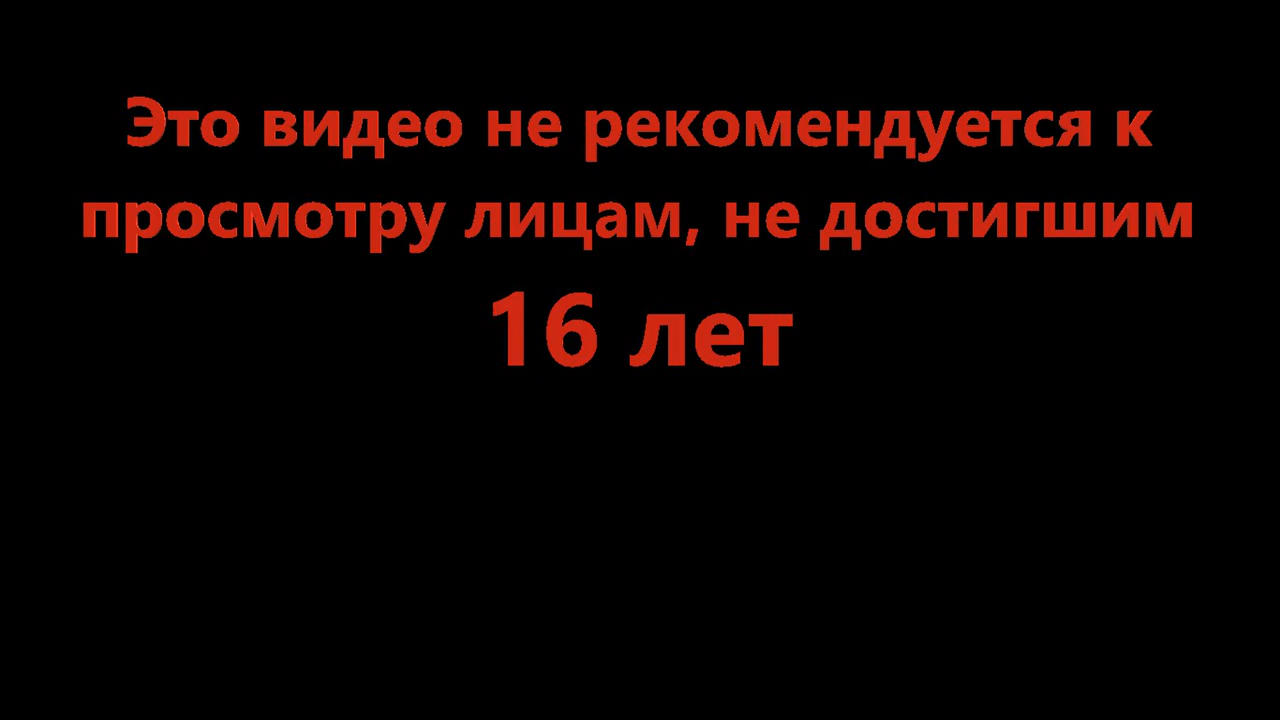 Это видео не рекомендуется к
просмотру лицам, не достигшим
16 лет